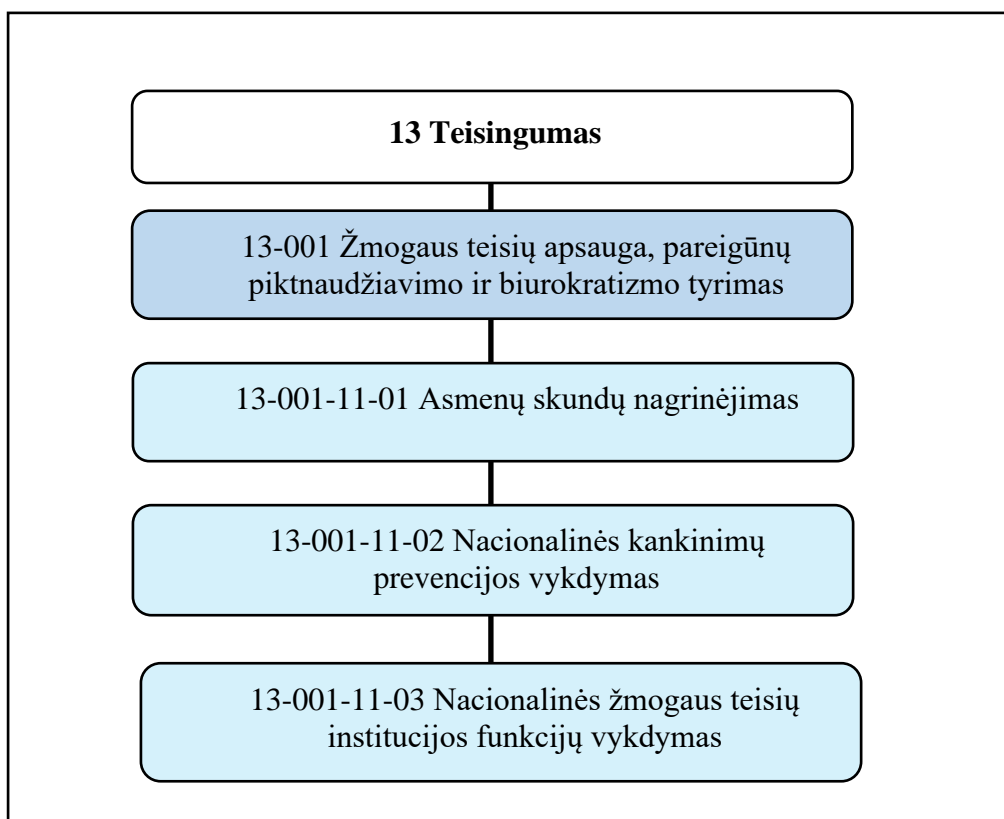 13 Teisingumas
13-001 Žmogaus teisių apsauga, pareigūnų
piktnaudžiavimo ir biurokratizmo tyrimas
13-001-11-01 Asmenų skundų nagrinėjimas
13-001-11-02 Nacionalinės kankinimų
prevencijos vykdymas
13-001-11-03 Nacionalinės žmogaus teisių
institucijos funkcijų vykdymas